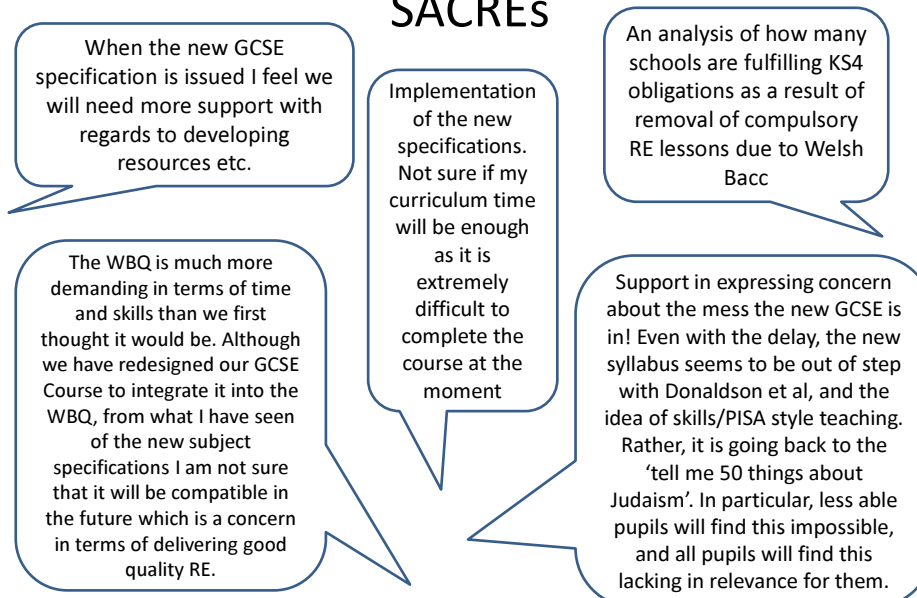 SACREs
When the new GCSE
specification is issued I feel we
will need more support with
regards to developing
resources etc.
Implementation
of the new
specifications.
Not sure if my
curriculum time
will be enough
as it is
extremely
difficult to
complete the
course at the
moment
An analysis of how many
schools are fulfilling KS4
obligations as a result of
removal of compulsory
RE lessons due to Welsh
Bacc
The WBQ is much more
demanding in terms of time
and skills than we first
thought it would be. Although
we have redesigned our GCSE
Course to integrate it into the
WBQ, from what I have seen
of the new subject
specifications I am not sure
that it will be compatible in
the future which is a concern
in terms of delivering good
quality RE.
Support in expressing concern
about the mess the new GCSE is
in! Even with the delay, the new
syllabus seems to be out of step
with Donaldson et al, and the
idea of skills/PISA style teaching.
Rather, it is going back to the
‘tell me 50 things about
Judaism’. In particular, less able
pupils will find this impossible,
and all pupils will find this
lacking in relevance for them.